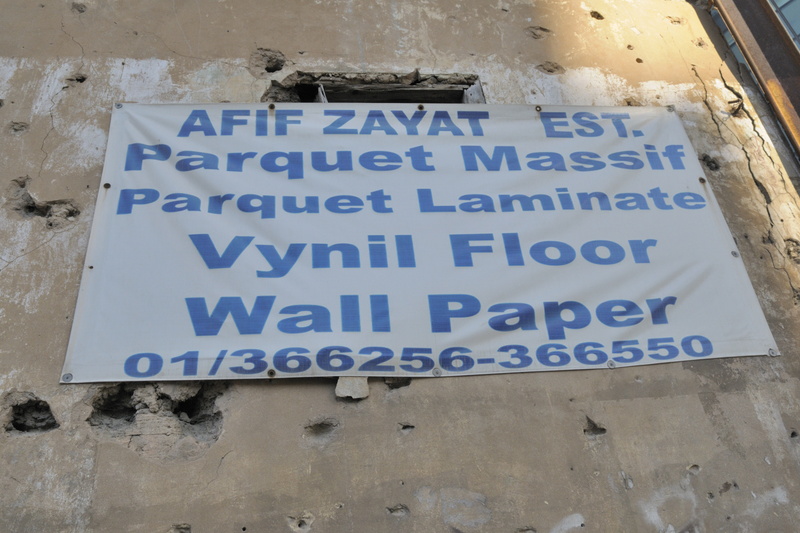 AFIF ZAYAT EST.
Parquet Massif
Parquet Laminate
Vynil Floor
Wall Paper
01/366256-366550